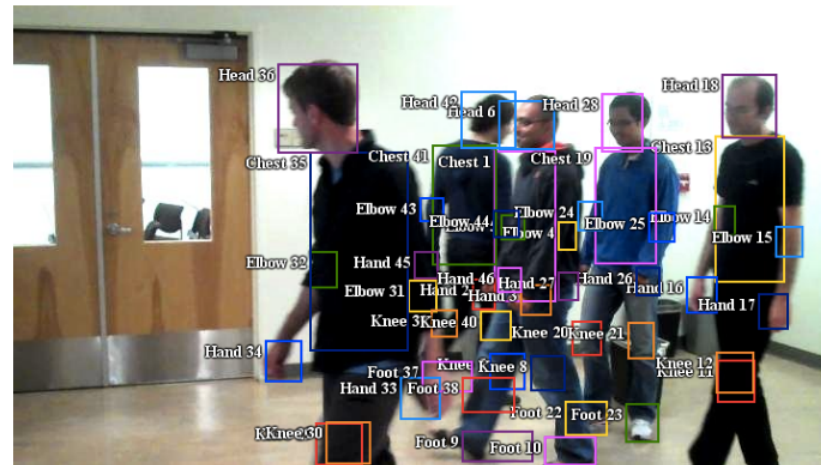 Head 36
Head 42
Head 6
Head 28
Head 18
Chest 35
Chest 41
Chest 1
Chest 19
Chest 13
Elbow 43
Elbow 44
Elbow 4
Elbow 24
Elbow 25
Elbow 14
Elbow 15
Elbow 32
Hand 45
Elbow 31
Hand 46
Hand 27
Hand 26
Hand 16
Hand 17
Knee 40
Knee 20
Knee 21
Hand 34
Foot 37
Knee 8
Knee 12
Knee 11
Hand 33
Foot 38
Foot 22
Foot 23
Knee 30
Foot 9
Foot 10